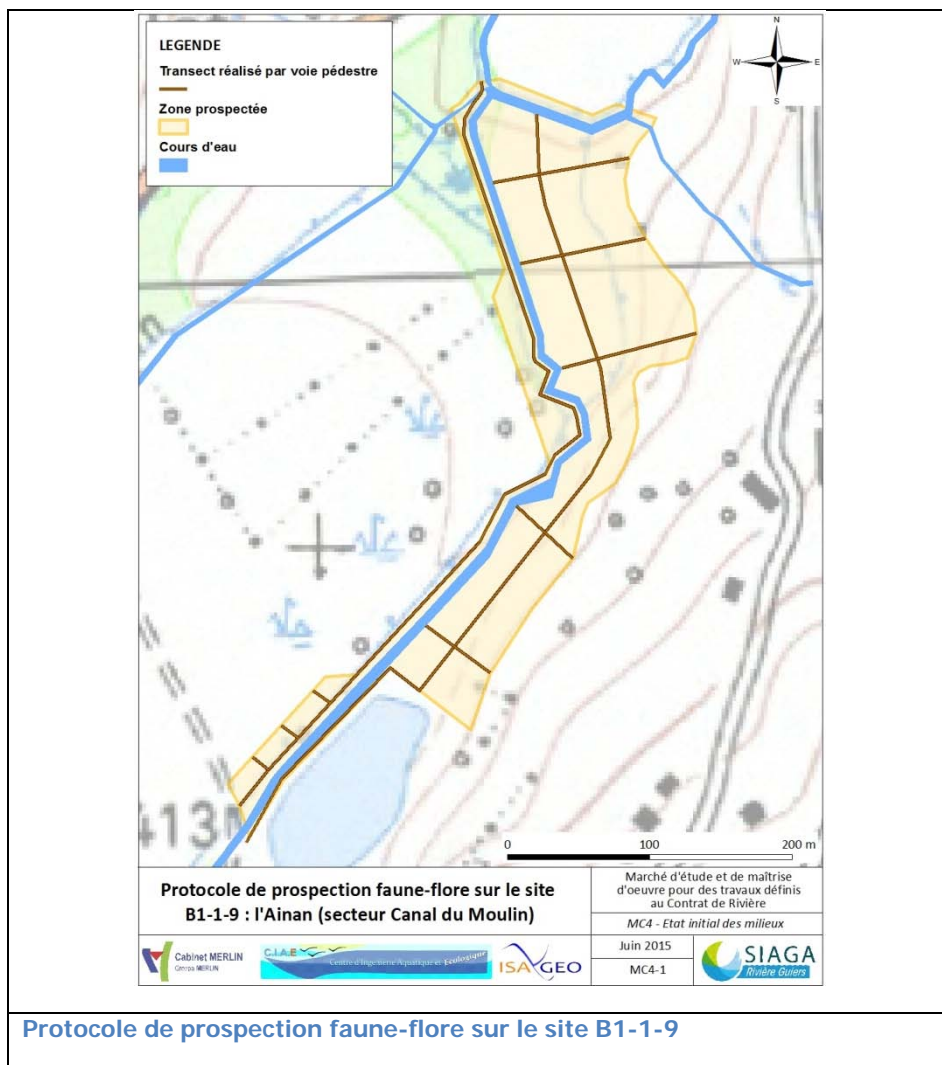 LEGENDE
Transect réalisé par voie pédestre
Zone prospectée
Cours d'eau
N
W
E
S
413
0 100 200 m
Protocole de prospection faune-flore sur le site
B1-1-9 : l'Ainan (secteur Canal du Moulin)
Marché d'étude et de maîtrise
d'oeuvre pour des travaux définis
au Contrat de Rivière
MC4 - Etat initial des milieux
Juin 2015
MC4-1
Cabinet MERLIN
Groupe MERLIN
C.I.A.E
Centre d'Ingénierie Aquatique et Ecologique
ISA GEO
SIAGA
Rivière Guiers
Protocole de prospection faune-flore sur le site B1-1-9